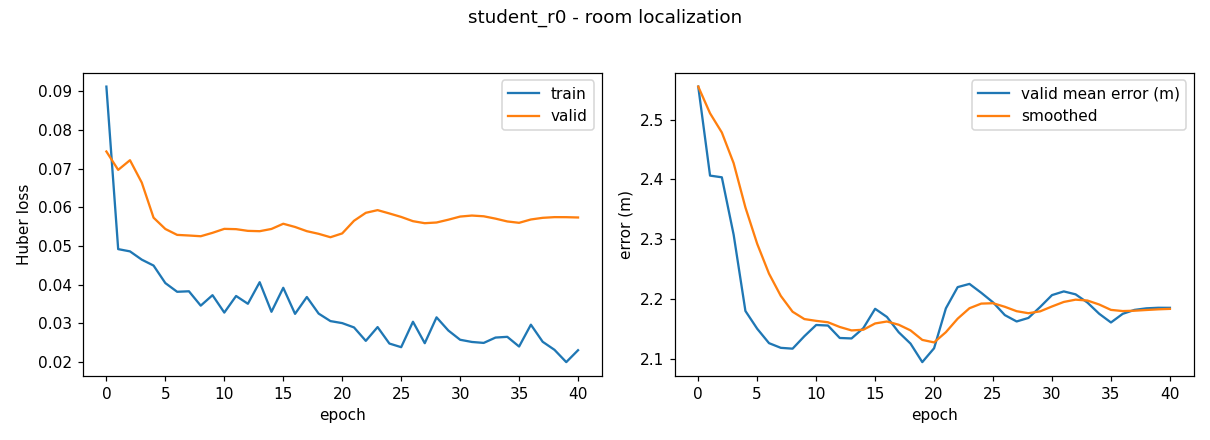 student_r0 - room localization
Huber loss
0.09
0.08
0.07
0.06
0.05
0.04
0.03
0.02
train
valid
0 5 10 15 20 25 30 35 40
epoch
error (m)
2.5
2.4
2.3
2.2
2.1
valid mean error (m)
smoothed
0 5 10 15 20 25 30 35 40
epoch